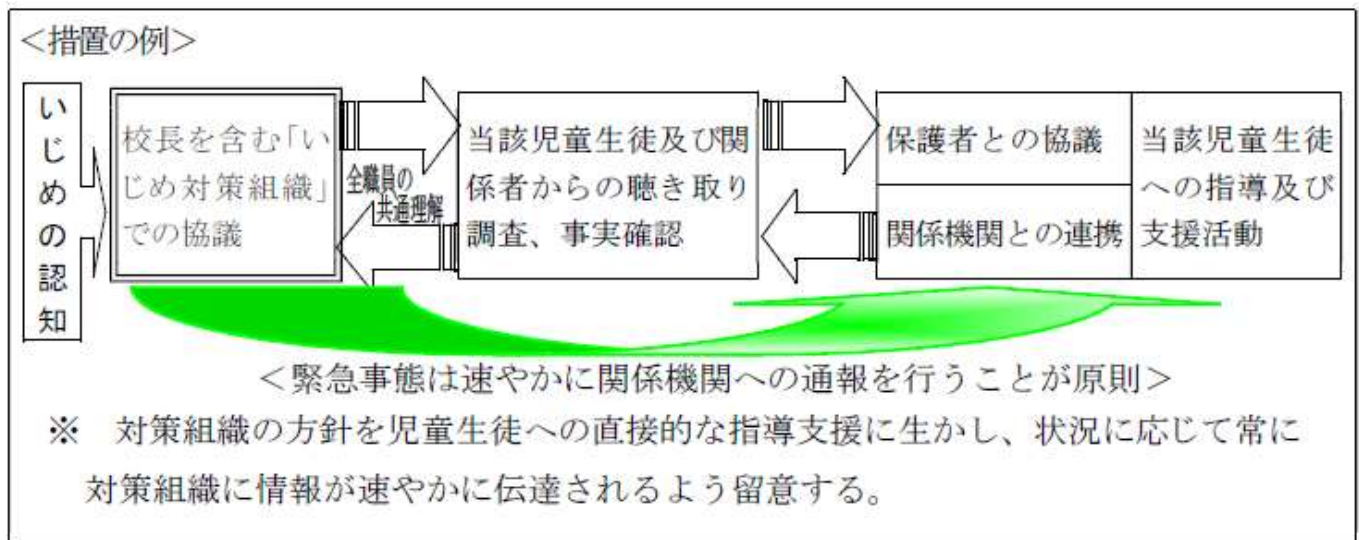 ＜措置の例＞
いじめの認知
校長を含む「い
じめ対策組織」
での協議
全職員の
共通理解
当該児童生徒及び関
係者からの聴き取り
調査、事実確認
保護者との協議
関係機関との連携
当該児童生徒
への指導及び
支援活動
＜緊急事態は速やかに関係機関への通報を行うことが原則＞
※　対策組織の方針を児童生徒への直接的な指導支援に生かし、状況に応じて常に
対策組織に情報が速やかに伝達されるよう留意する。